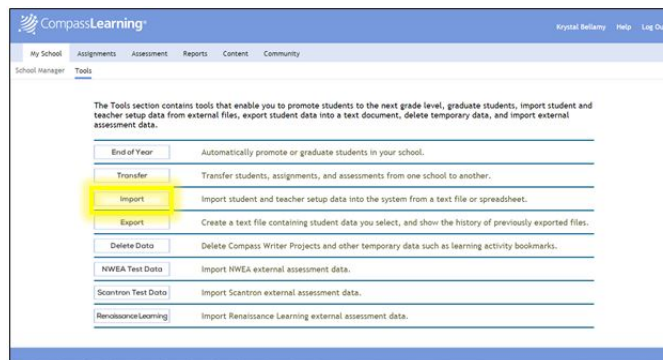 CompassLearning
Krystal Bellamy Help Log Ou
My School Assignments Assessment Reports Content Community
School Manager Tools
The Tools section contains tools that enable you to promote students to the next grade level, graduate students, import student and
teacher setup data from external files, export student data into a text document, delete temporary data, and import external
assessment data.
End of Year Automatically promote or graduate students in your school.
Transfer Transfer students, assignments, and assessments from one school to another.
Import Import student and teacher setup data into the system from a text file or spreadsheet.
Export Create a text file containing student data you select, and show the history of previously exported files.
Delete Data Delete Compass Writer Projects and other temporary data such as learning activity bookmarks.
NWEA Test Data Import NWEA external assessment data.
Scantron Test Data Import Scantron external assessment data.
Renaissance Learning Import Renaissance Learning external assessment data.